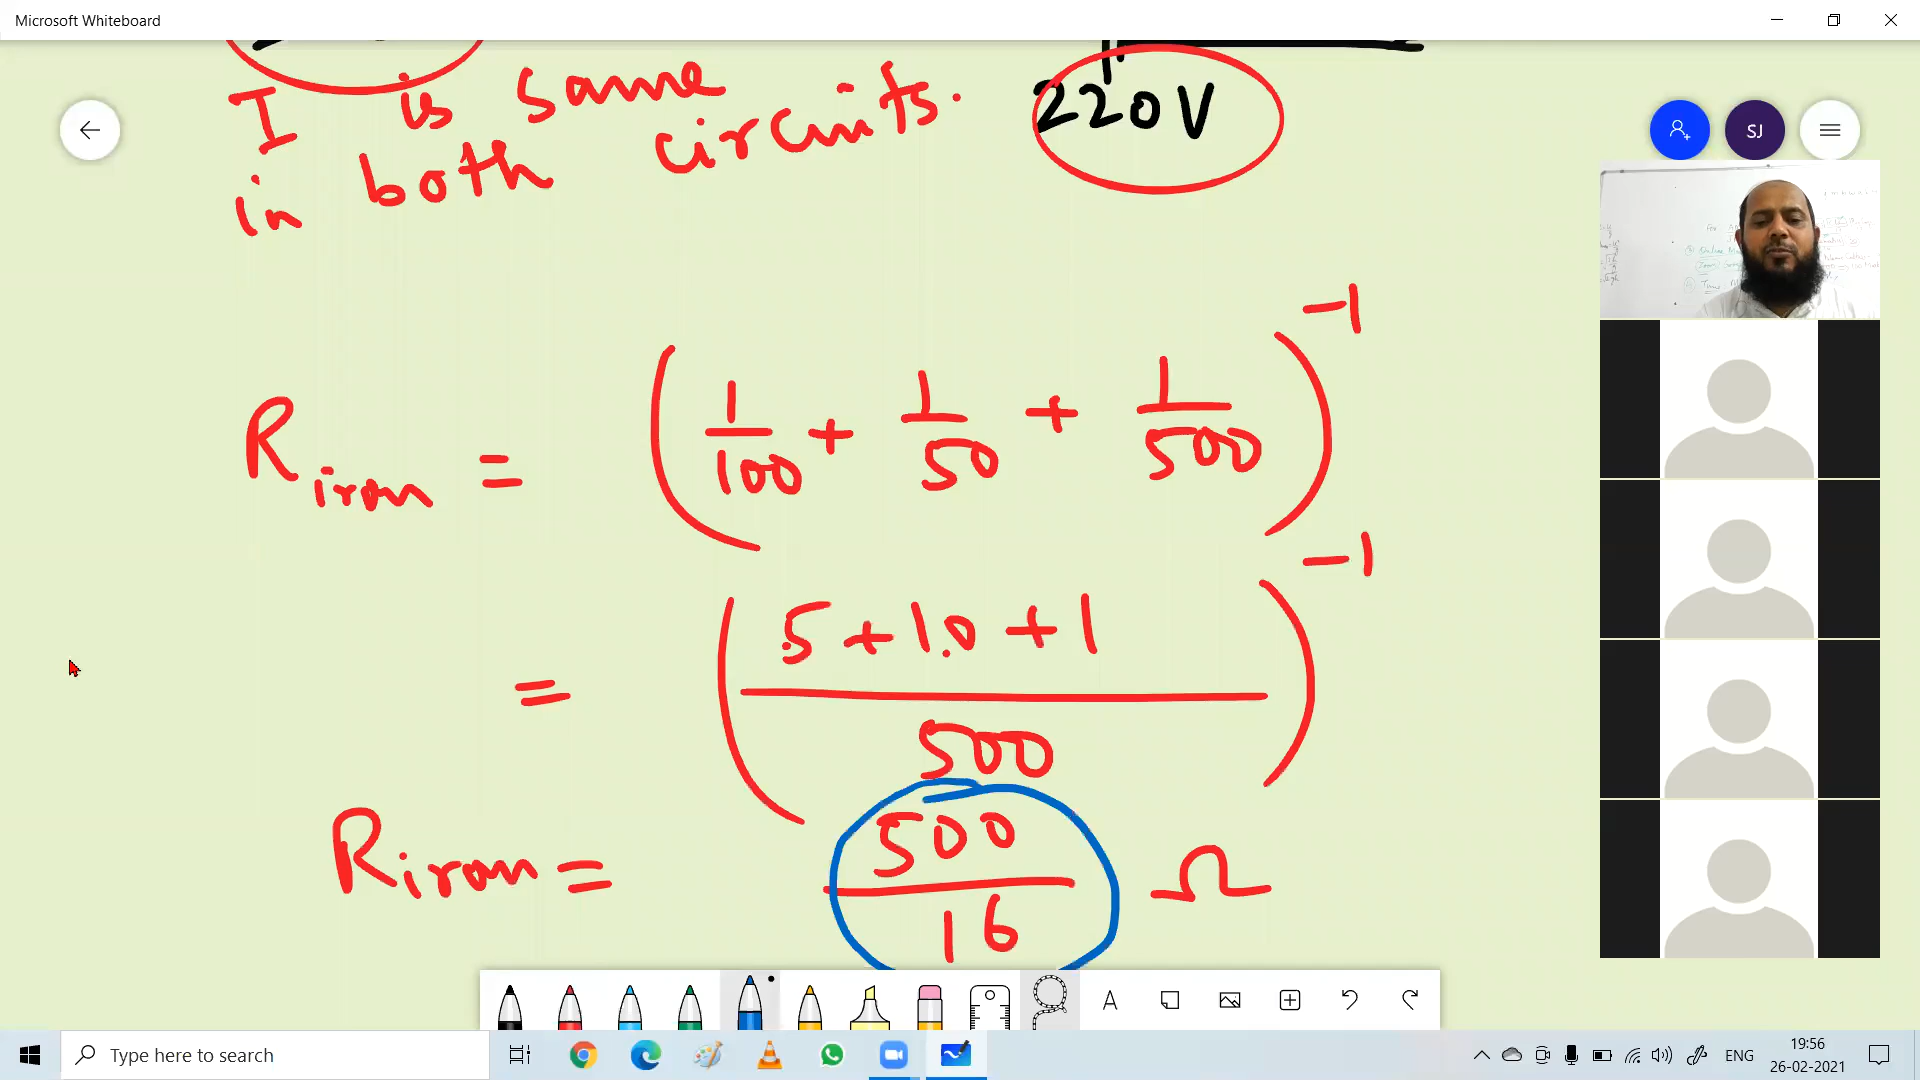 Microsoft Whiteboard
I is same
in both circuits.
220V
SJ
R iron = (1/100 + 1/50 + 1/500)^-1
= (5+10+1/500)^-1
R iron = 500/16 Ω
A
Type here to search
ENG
19:56
26-02-2021